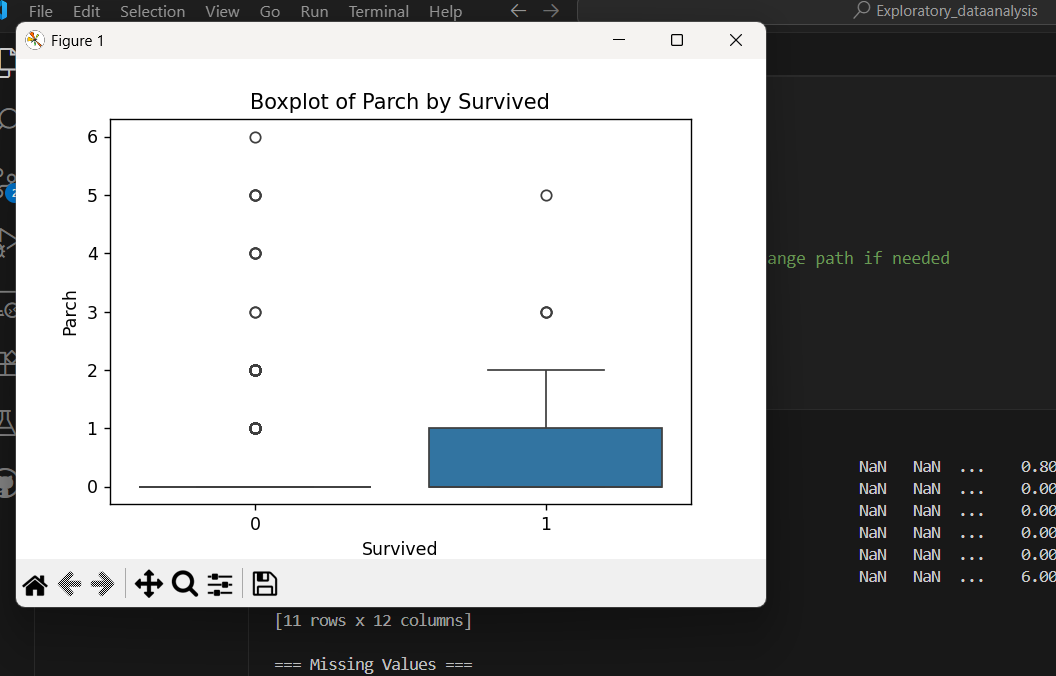 File Edit Selection View Go Run Terminal Help Exploratory_dataanalysis
Figure 1
Boxplot of Parch by Survived
6
5
4
3
2
1
0
Parch
0 1
Survived
ange path if needed
NaN NaN ... 0.80
NaN NaN ... 0.00
NaN NaN ... 0.00
NaN NaN ... 0.00
NaN NaN ... 0.00
NaN NaN ... 6.00
[11 rows x 12 columns]
=== Missing Values ===